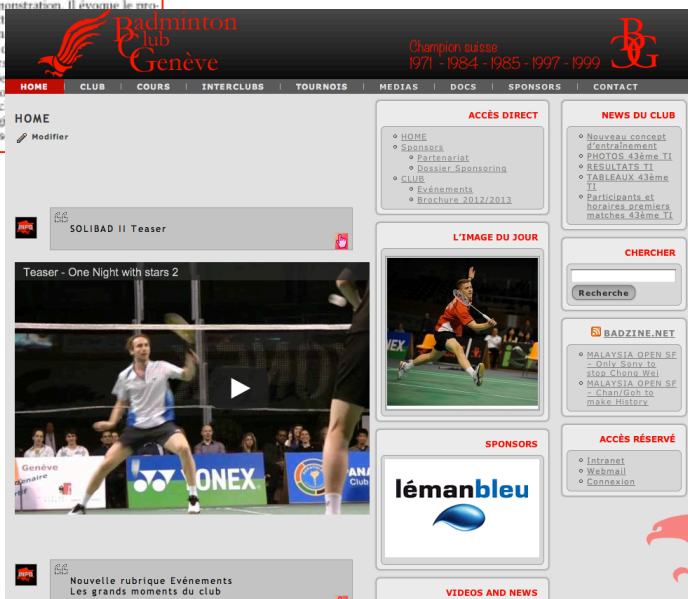 monstration. Il évoque le pro-
Badminton
Club
Genève
Champion suisse
1971 - 1984 - 1985 - 1997 - 1999
BCG
HOME CLUB COURS INTERCLUBS TOURNOIS MEDIAS DOCS SPONSORS CONTACT
HOME
Modifier
INFO
SOLIBAD II Teaser
Teaser - One Night with stars 2
Genève
YONEX
Club
INFO
Nouvelle rubrique Evénements
Les grands moments du club
ACCÈS DIRECT
HOME
Sponsors
Partenariat
Dossier Sponsoring
CLUB
Evénements
Brochure 2012/2013
L'IMAGE DU JOUR
SPONSORS
lémanbleu
VIDEOS AND NEWS
NEWS DU CLUB
Nouveau concept
d'entraînement
PHOTOS 43ème TI
RESULTATS TI
TABLEAUX 43ème
TI
Participants et
horaires premiers
matches 43ème TI
CHERCHER
Recherche
BADZINE.NET
MALAYSIA OPEN SF
– Only Sony to
stop Chong Wei
MALAYSIA OPEN SF
– Chan/Goh to
make History
ACCÈS RÉSERVÉ
Intranet
Webmail
Connexion